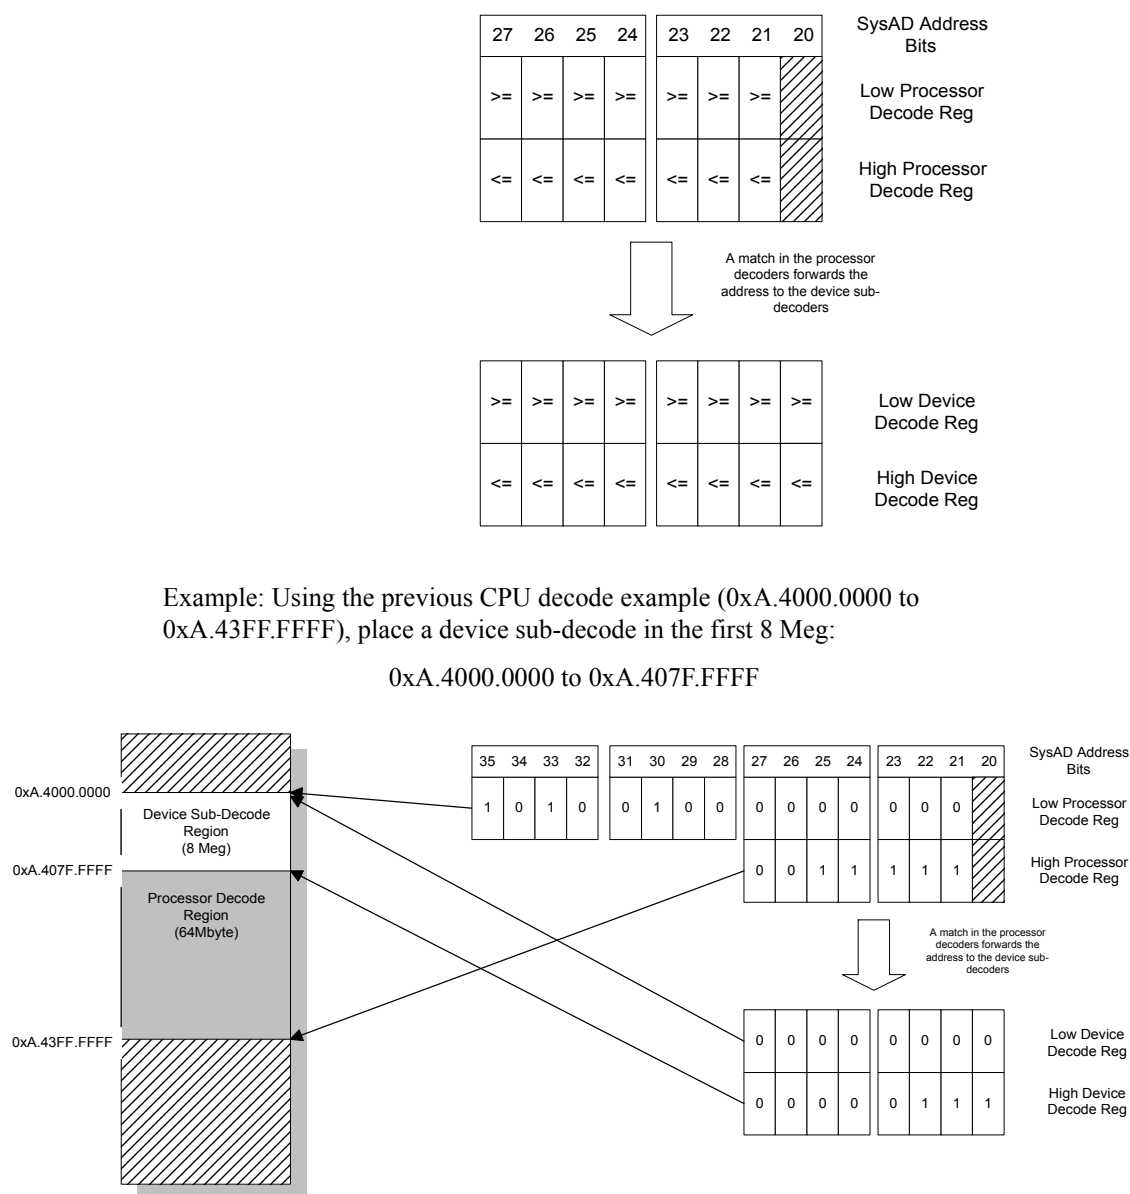 27 26 25 24 23 22 21 20
SysAD Address
Bits
>= >= >= >= >= >= >=
Low Processor
Decode Reg
<= <= <= <= <= <= <=
High Processor
Decode Reg
A match in the processor
decoders forwards the
address to the device sub-
decoders
>= >= >= >= >= >= >= >=
Low Device
Decode Reg
<= <= <= <= <= <= <= <=
High Device
Decode Reg
Example: Using the previous CPU decode example (0xA.4000.0000 to
0xA.43FF.FFFF), place a device sub-decode in the first 8 Meg:
0xA.4000.0000 to 0xA.407F.FFFF
0xA.4000.0000
Device Sub-Decode
Region
(8 Meg)
0xA.407F.FFFF
Processor Decode
Region
(64Mbyte)
0xA.43FF.FFFF
35 34 33 32 31 30 29 28 27 26 25 24 23 22 21 20
SysAD Address
Bits
1 0 1 0 0 1 0 0 0 0 0 0 0 0 0
Low Processor
Decode Reg
0 0 1 1 1 1 1
High Processor
Decode Reg
A match in the processor
decoders forwards the
address to the device sub-
decoders
0 0 0 0 0 0 0 0
Low Device
Decode Reg
0 0 0 0 0 1 1 1
High Device
Decode Reg